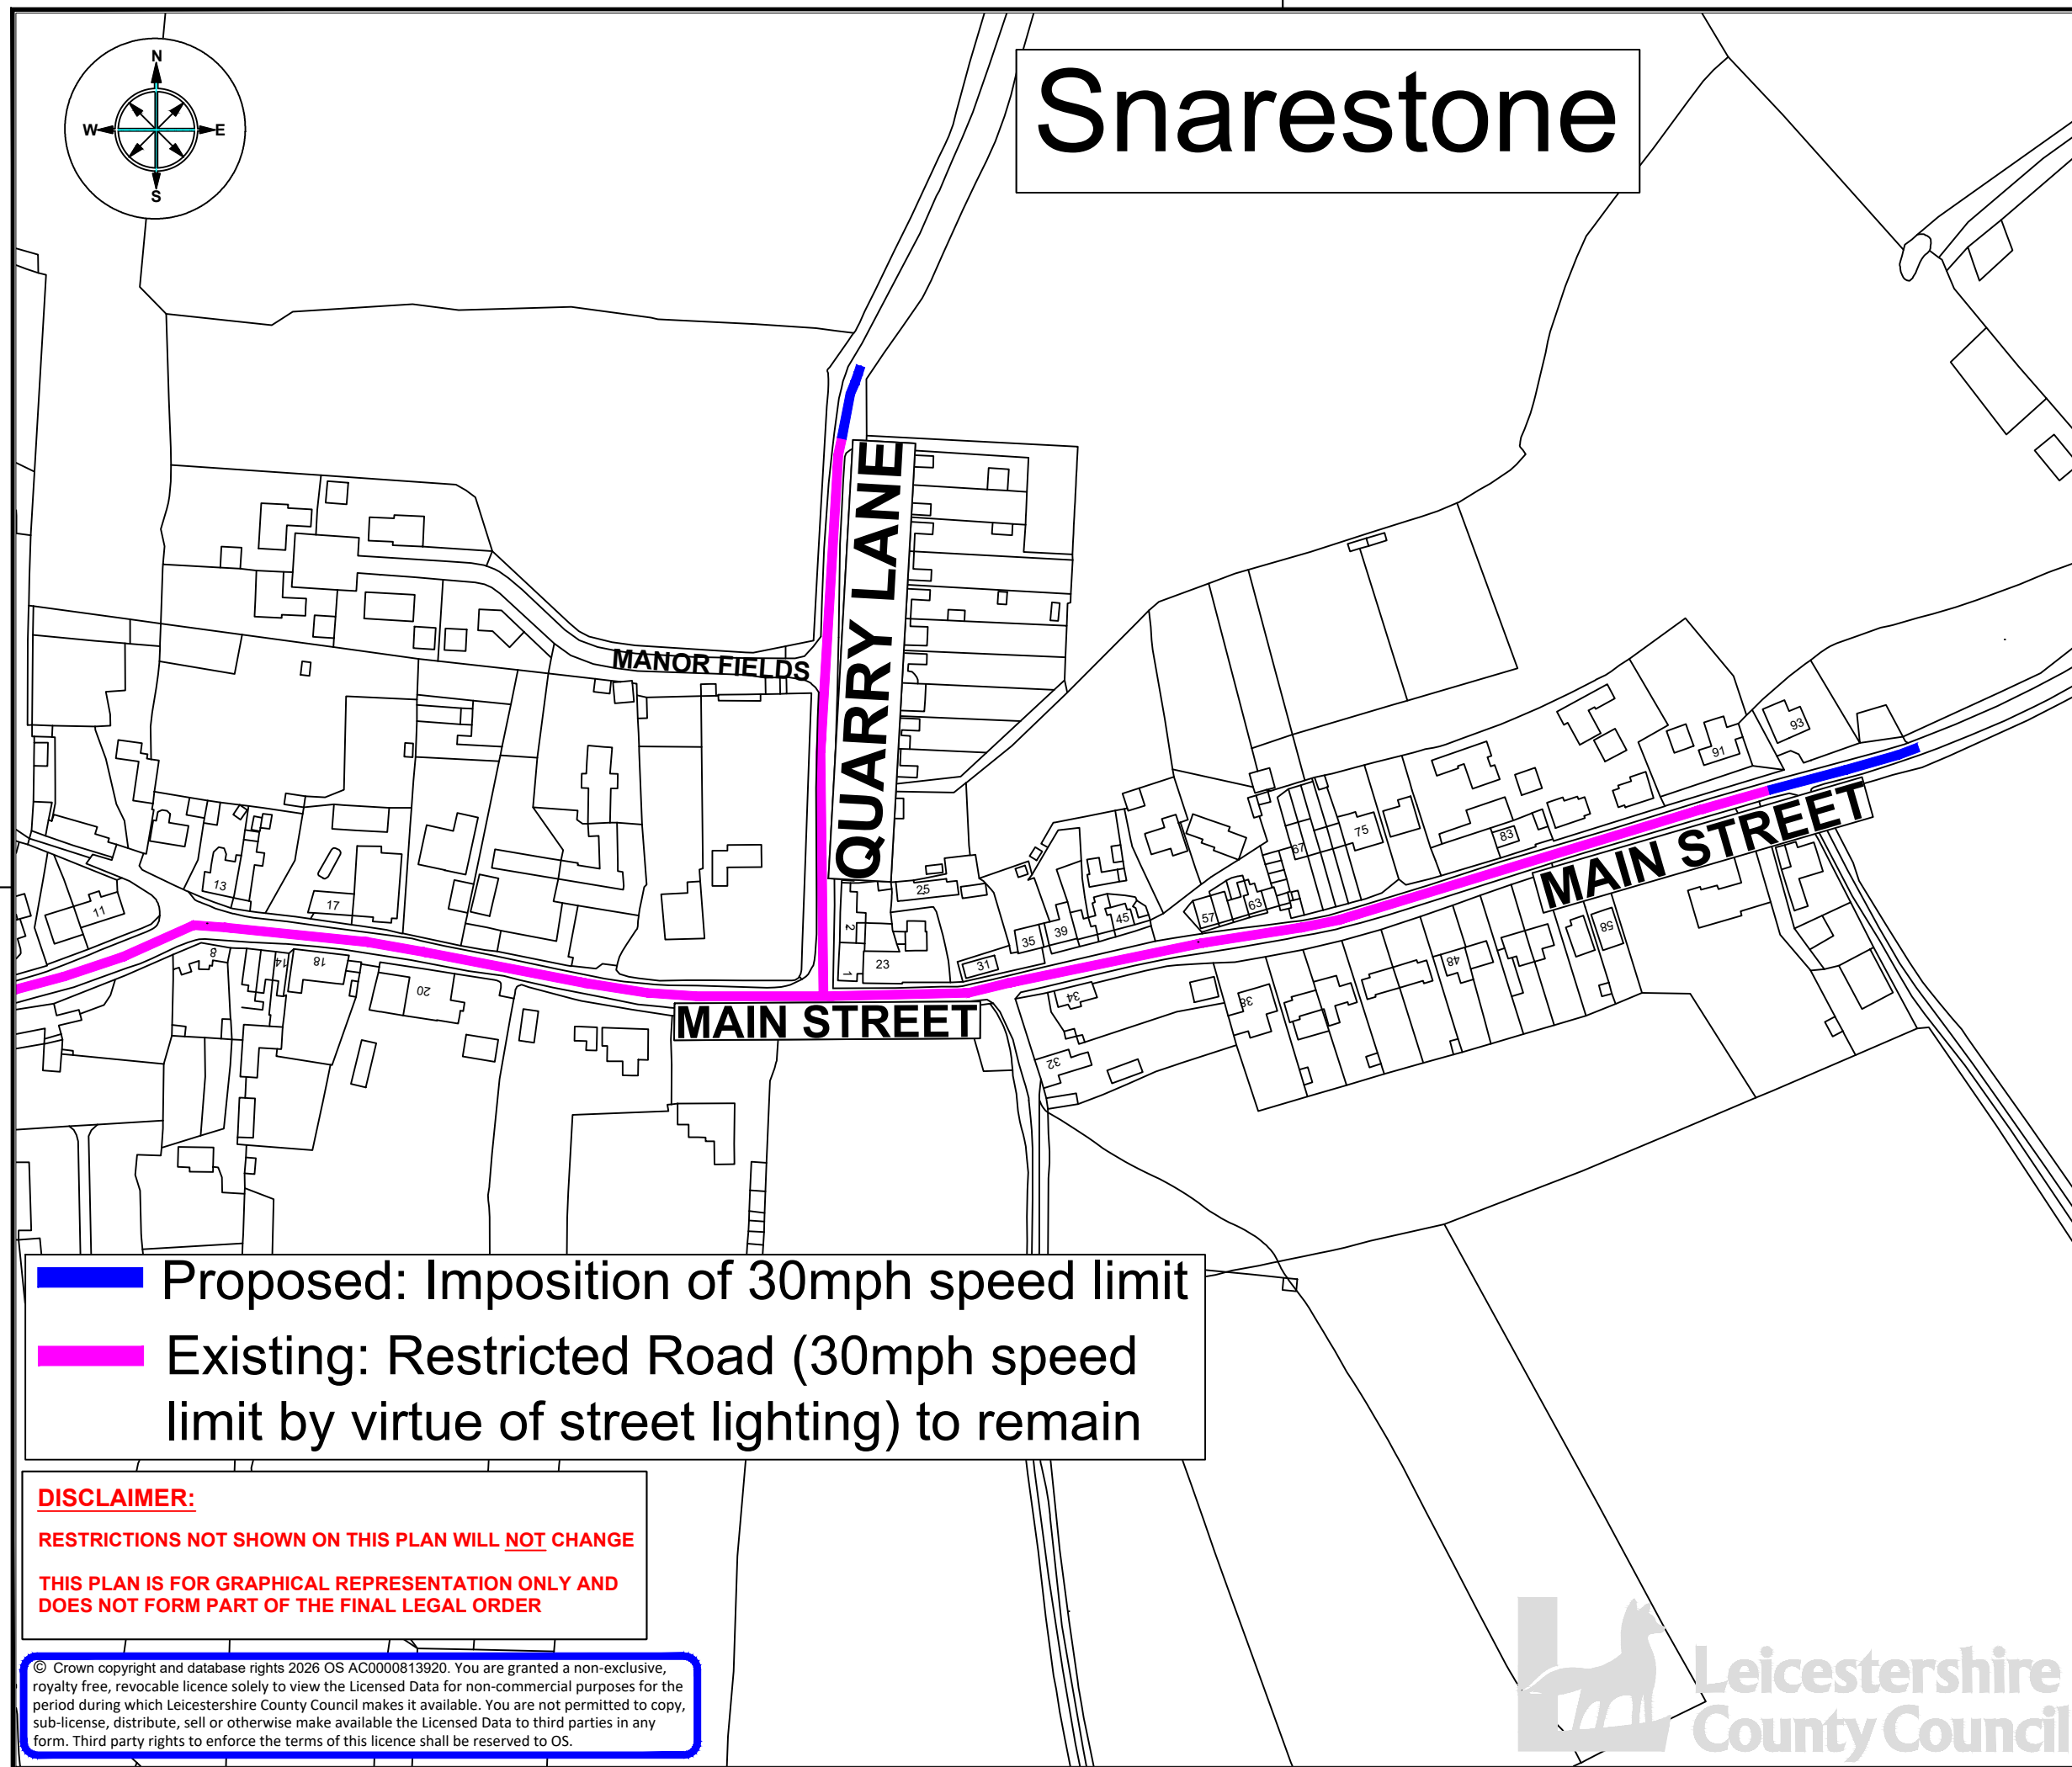 N
W
E
S
Snarestone
QUARRY LANE
MANOR FIELDS
93
91
75
83
67
13
17
11
25
57
63
45
39
35
31
2
1
23
58
48
38
34
32
8
14
18
20
MAIN STREET
MAIN STREET
Proposed: Imposition of 30mph speed limit
Existing: Restricted Road (30mph speed
limit by virtue of street lighting) to remain
DISCLAIMER:
RESTRICTIONS NOT SHOWN ON THIS PLAN WILL NOT CHANGE
THIS PLAN IS FOR GRAPHICAL REPRESENTATION ONLY AND
DOES NOT FORM PART OF THE FINAL LEGAL ORDER
© Crown copyright and database rights 2026 OS AC0000813920. You are granted a non-exclusive,
royalty free, revocable licence solely to view the Licensed Data for non-commercial purposes for the
period during which Leicestershire County Council makes it available. You are not permitted to copy,
sub-license, distribute, sell or otherwise make available the Licensed Data to third parties in any
form. Third party rights to enforce the terms of this licence shall be reserved to OS.
Leicestershire
County Council